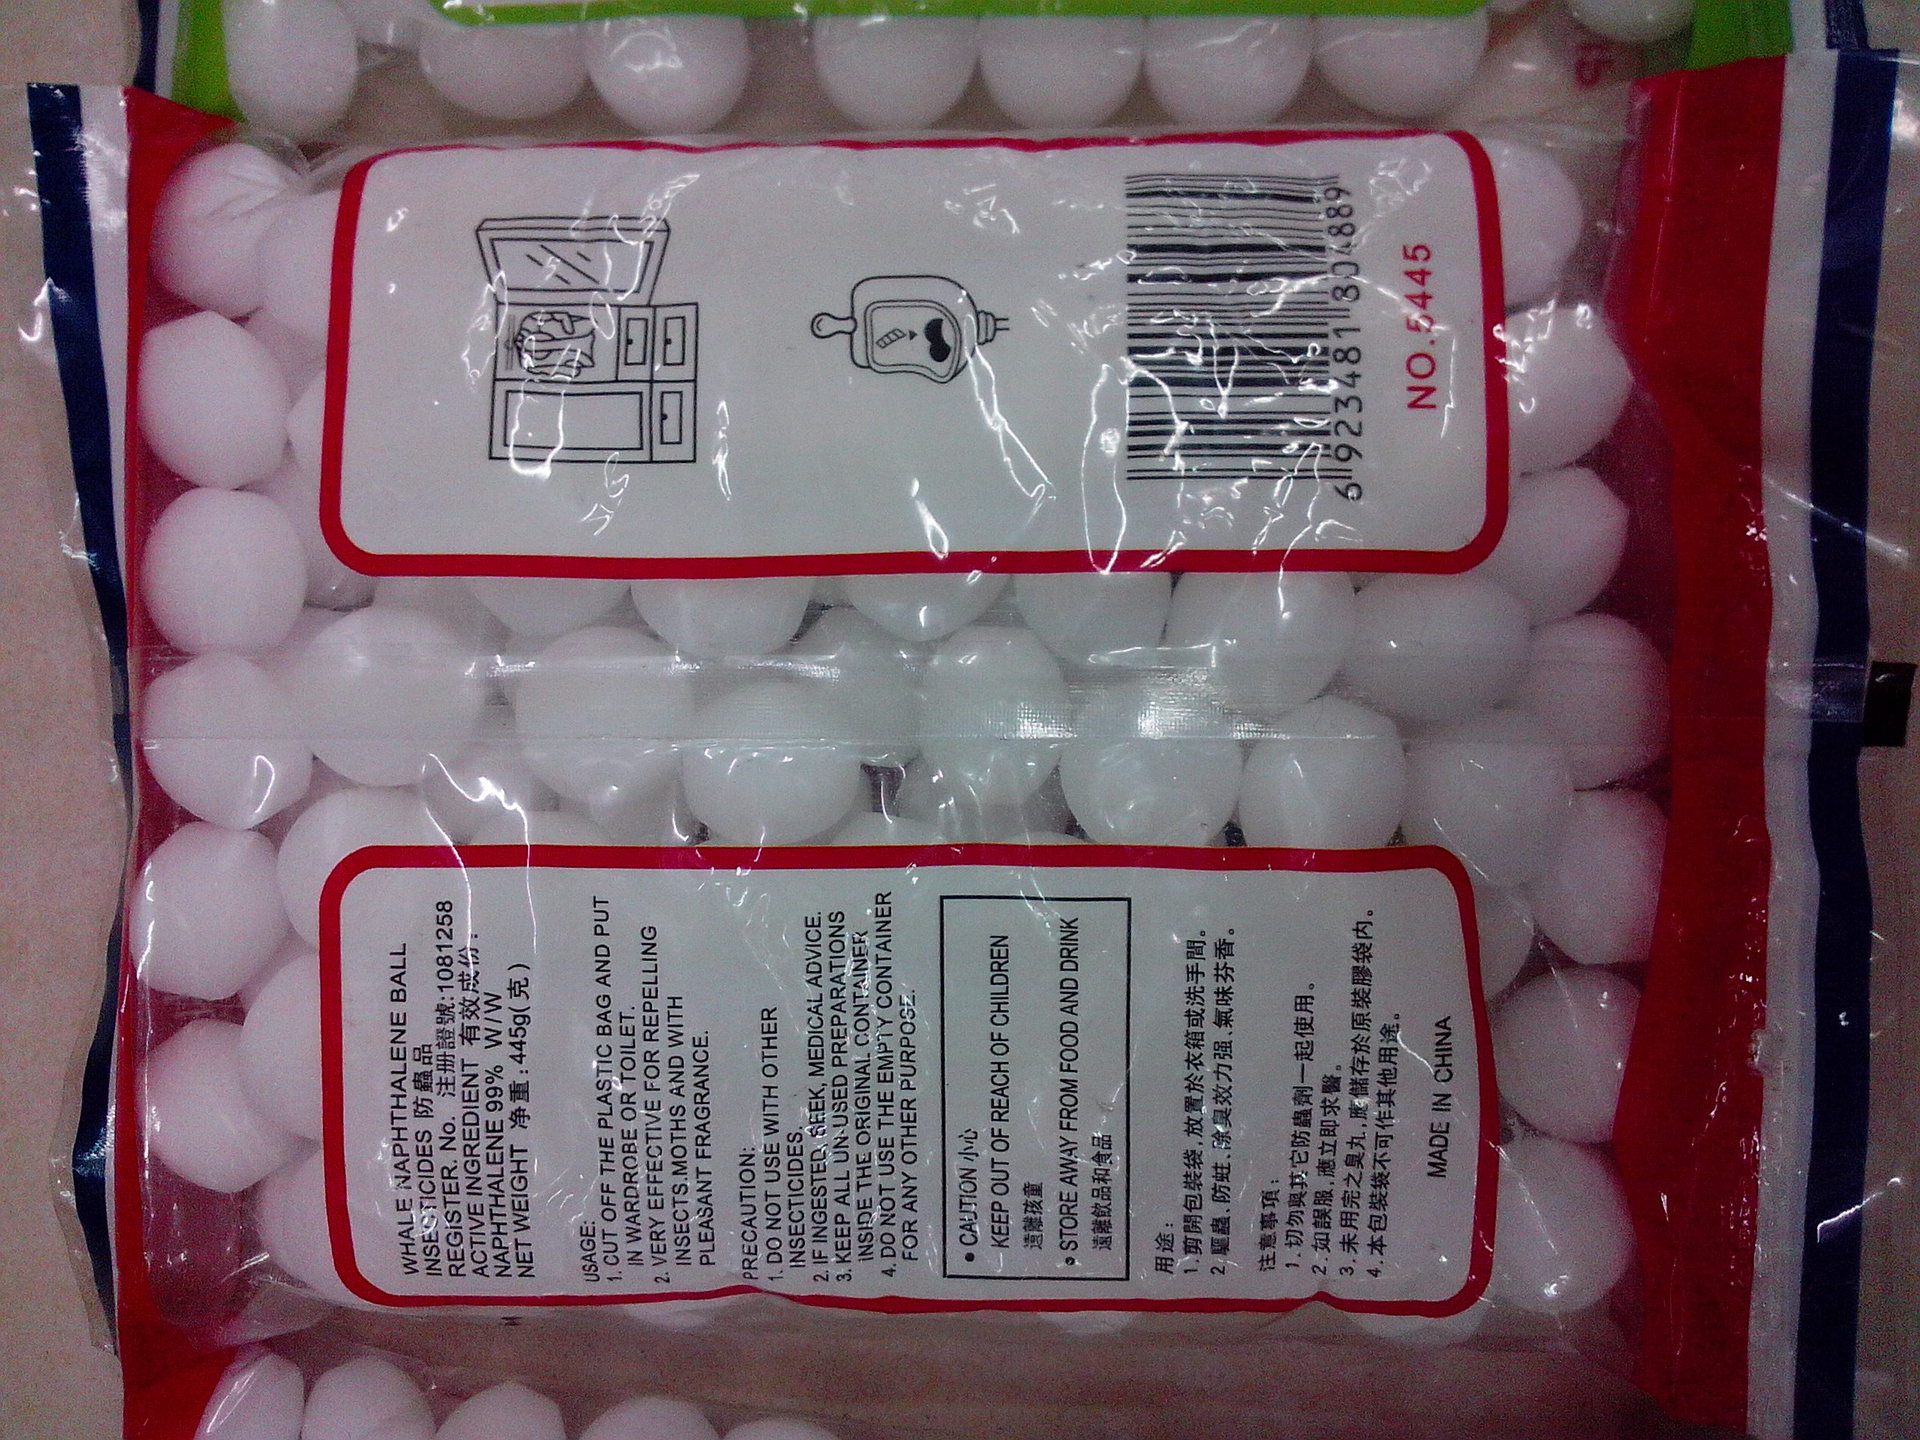 WHALE NAPHTHALENE BALL
INSECTICIDES 防蟲品
REGISTER. No. 注册證號:1081258
ACTIVE INGREDIENT 有效成份:
NAPHTHALENE 99% W/W
NET WEIGHT 净重:445g(克)
USAGE:
1. CUT OFF THE PLASTIC BAG AND PUT
IN WARDROBE OR TOILET.
2. VERY EFFECTIVE FOR REPELLING
INSECTS.MOTHS AND WITH
PLEASANT FRAGRANCE.
PRECAUTION:
1. DO NOT USE WITH OTHER
INSECTICIDES.
2. IF INGESTED, SEEK, MEDICAL ADVICE.
3. KEEP ALL UN-USED PREPARATIONS
INSIDE THE ORIGINAL CONTAINER
4. DO NOT USE THE EMPTY CONTAINER
FOR ANY OTHER PURPOSE.
• CAUTION 小心
KEEP OUT OF REACH OF CHILDREN
遠離孩童
• STORE AWAY FROM FOOD AND DRINK
遠離飲品和食品
用途:
1.剪開包裝袋,放置於衣箱或洗手間。
2 驅蟲、防蛀、除臭效力强、氣味芬香。
注意事項:
1.切勿與其它防蟲劑一起使用。
2.如誤服,應立即求醫。
3.未用完之臭丸,應儲存於原裝膠袋内。
4.本包裝袋不可作其他用途。
MADE IN CHINA
6 923481 804889
NO.5445